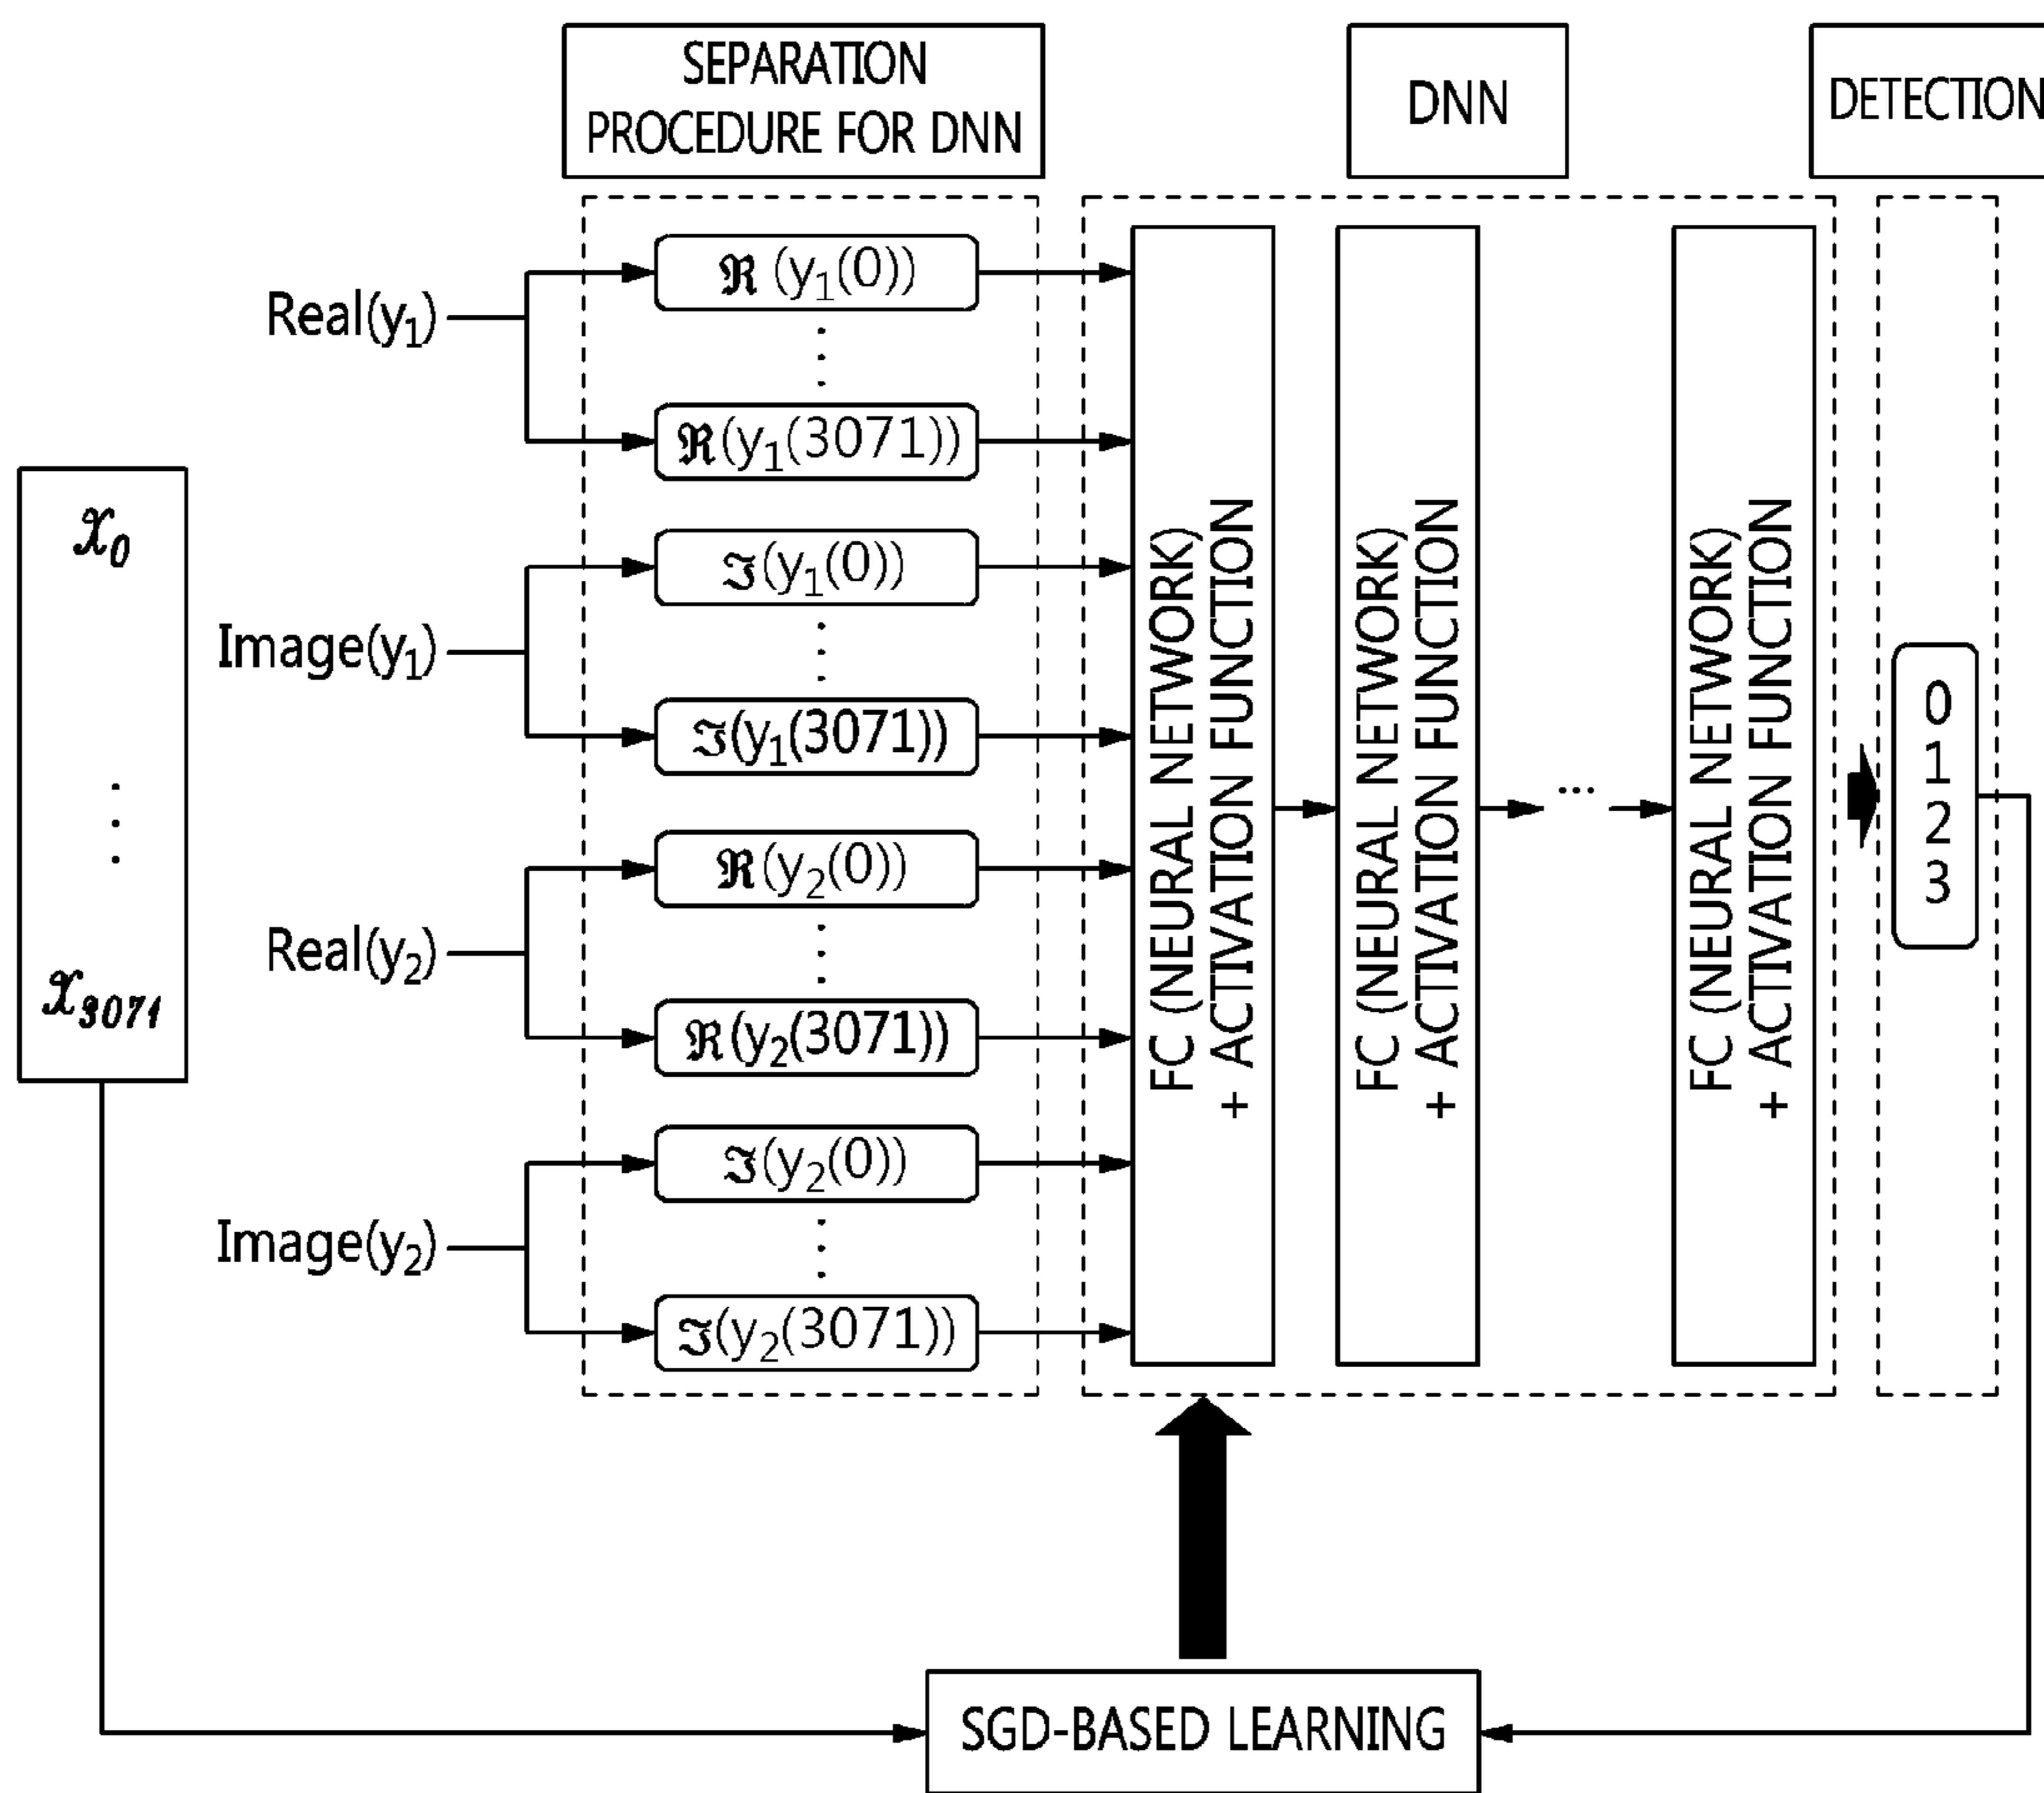 SEPARATION
PROCEDURE FOR DNN
DNN
DETECTION
Real(y₁)
ℜ (y₁(0))
⋮
ℜ(y₁(3071))
Image(y₁)
ℑ(y₁(0))
⋮
ℑ(y₁(3071))
Real(y₂)
ℜ(y₂(0))
⋮
ℜ(y₂(3071))
Image(y₂)
ℑ(y₂(0))
⋮
ℑ(y₂(3071))
𝒳₀
⋮
𝒳₃₀₇₁
FC (NEURAL NETWORK)
+ ACTIVATION FUNCTION
FC (NEURAL NETWORK)
+ ACTIVATION FUNCTION
...
FC (NEURAL NETWORK)
+ ACTIVATION FUNCTION
0
1
2
3
SGD-BASED LEARNING